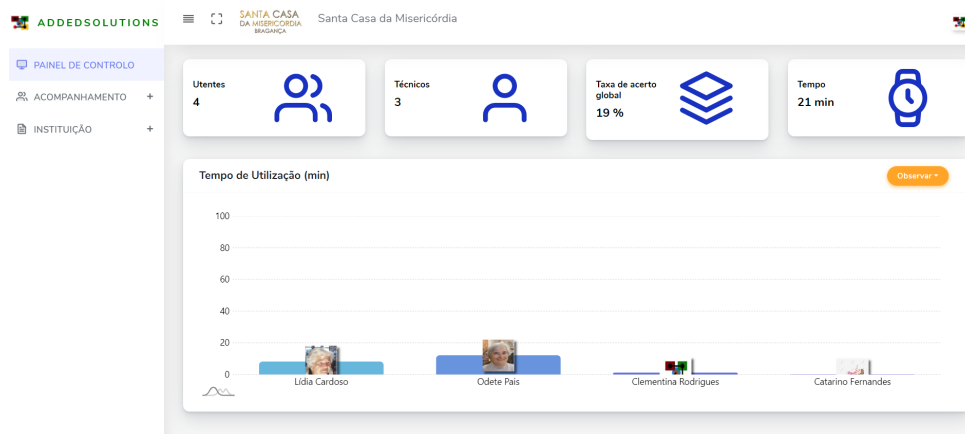 ADDEDSOLUTIONS
SANTA CASA
DA MISERICÓRDIA
BRAGANÇA
Santa Casa da Misericórdia
PAINEL DE CONTROLO
ACOMPANHAMENTO +
INSTITUIÇÃO +
Utentes
4
Técnicos
3
Taxa de acerto
global
19 %
Tempo
21 min
Tempo de Utilização (min)
Observar
100
80
60
40
20
0
Lídia Cardoso
Odete Pais
Clementina Rodrigues
Catarino Fernandes